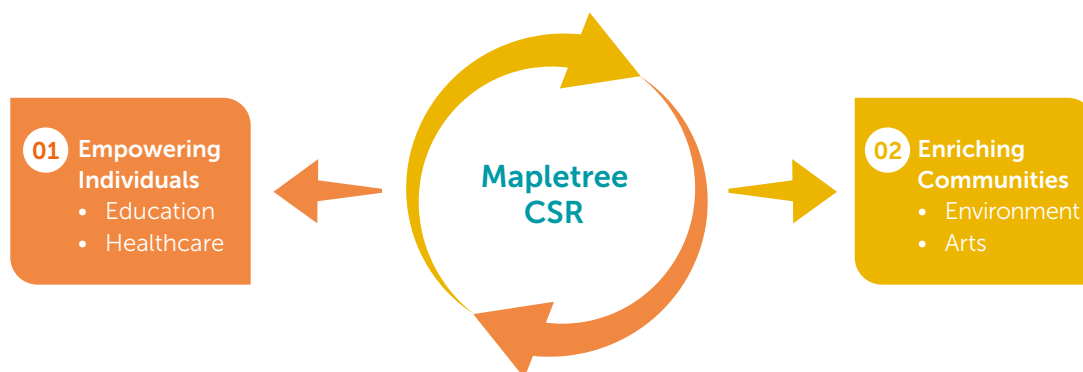 01 Empowering
Individuals
• Education
• Healthcare
Mapletree
CSR
02 Enriching
Communities
• Environment
• Arts